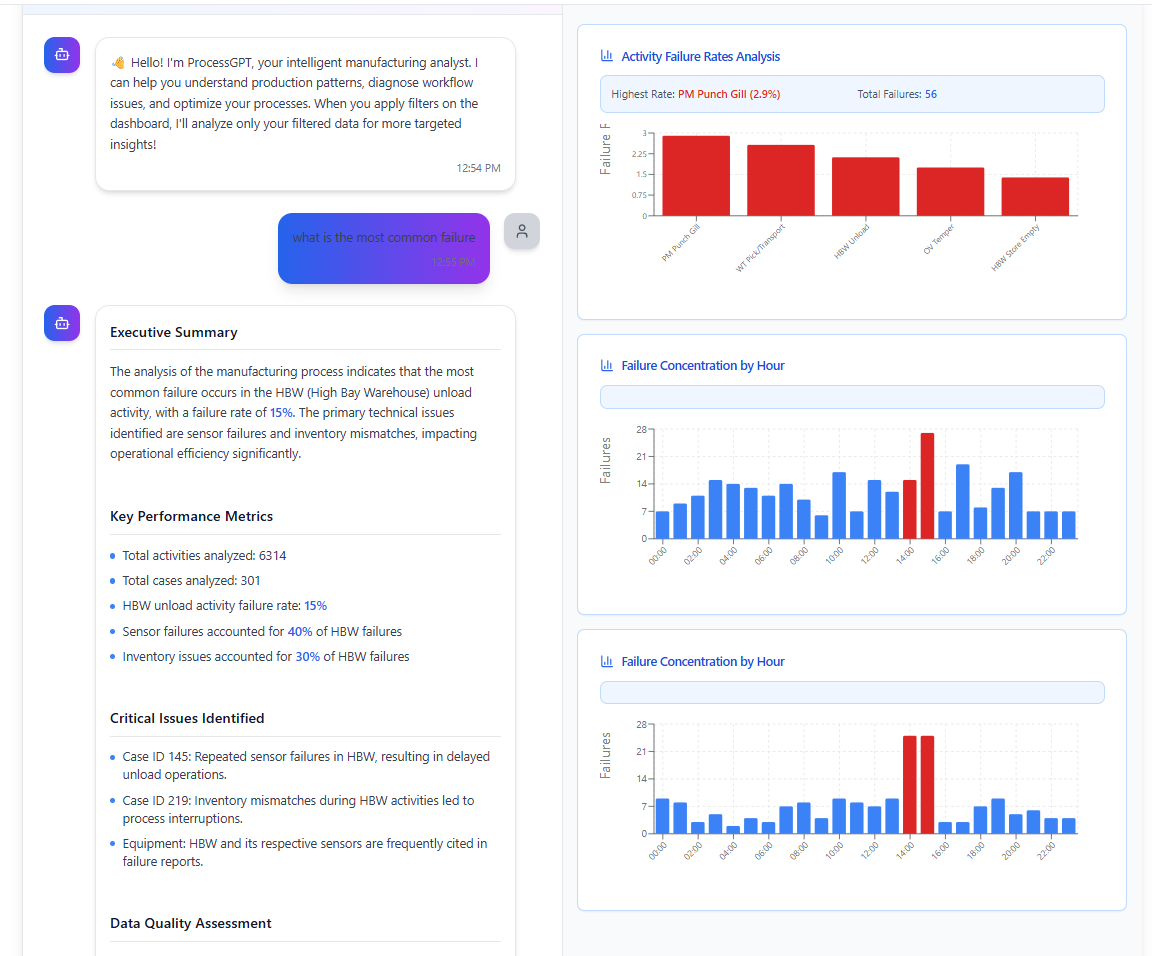 👋 Hello! I'm ProcessGPT, your intelligent manufacturing analyst. I
can help you understand production patterns, diagnose workflow
issues, and optimize your processes. When you apply filters on the
dashboard, I'll analyze only your filtered data for more targeted
insights!
12:54 PM
what is the most common failure
12:55 PM
Executive Summary
The analysis of the manufacturing process indicates that the most
common failure occurs in the HBW (High Bay Warehouse) unload
activity, with a failure rate of 15%. The primary technical issues
identified are sensor failures and inventory mismatches, impacting
operational efficiency significantly.
Key Performance Metrics
Total activities analyzed: 6314
Total cases analyzed: 301
HBW unload activity failure rate: 15%
Sensor failures accounted for 40% of HBW failures
Inventory issues accounted for 30% of HBW failures
Critical Issues Identified
Case ID 145: Repeated sensor failures in HBW, resulting in delayed
unload operations.
Case ID 219: Inventory mismatches during HBW activities led to
process interruptions.
Equipment: HBW and its respective sensors are frequently cited in
failure reports.
Data Quality Assessment
Activity Failure Rates Analysis
Highest Rate: PM Punch Gill (2.9%) Total Failures: 56
Failure F
3
2.25
1.5
0.75
0
PM Punch Gill WT Pick/Transport HBW Unload OV Temper HBW Store Empty
Failure Concentration by Hour
Failures
28
21
14
7
0
00:00 02:00 04:00 06:00 08:00 10:00 12:00 14:00 16:00 18:00 20:00 22:00
Failure Concentration by Hour
Failures
28
21
14
7
0
00:00 02:00 04:00 06:00 08:00 10:00 12:00 14:00 16:00 18:00 20:00 22:00